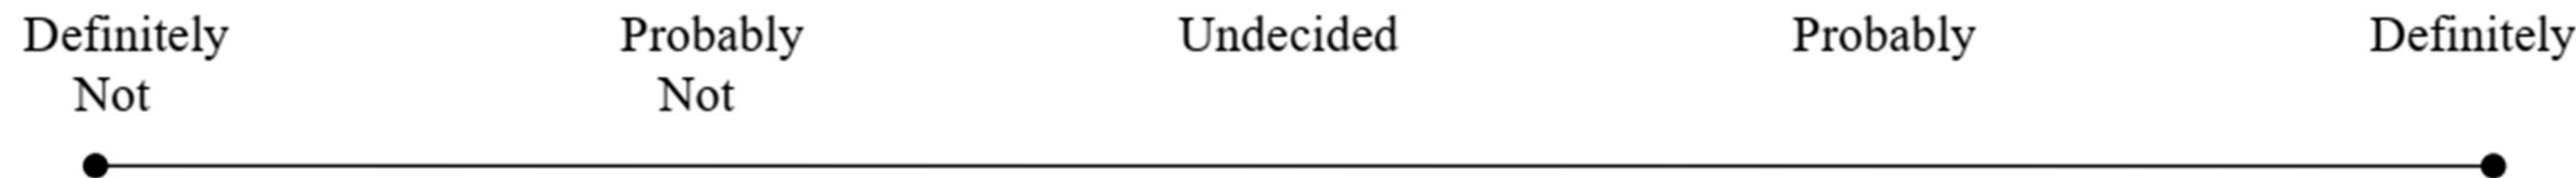 Definitely Not
Probably Not
Undecided
Probably
Definitely